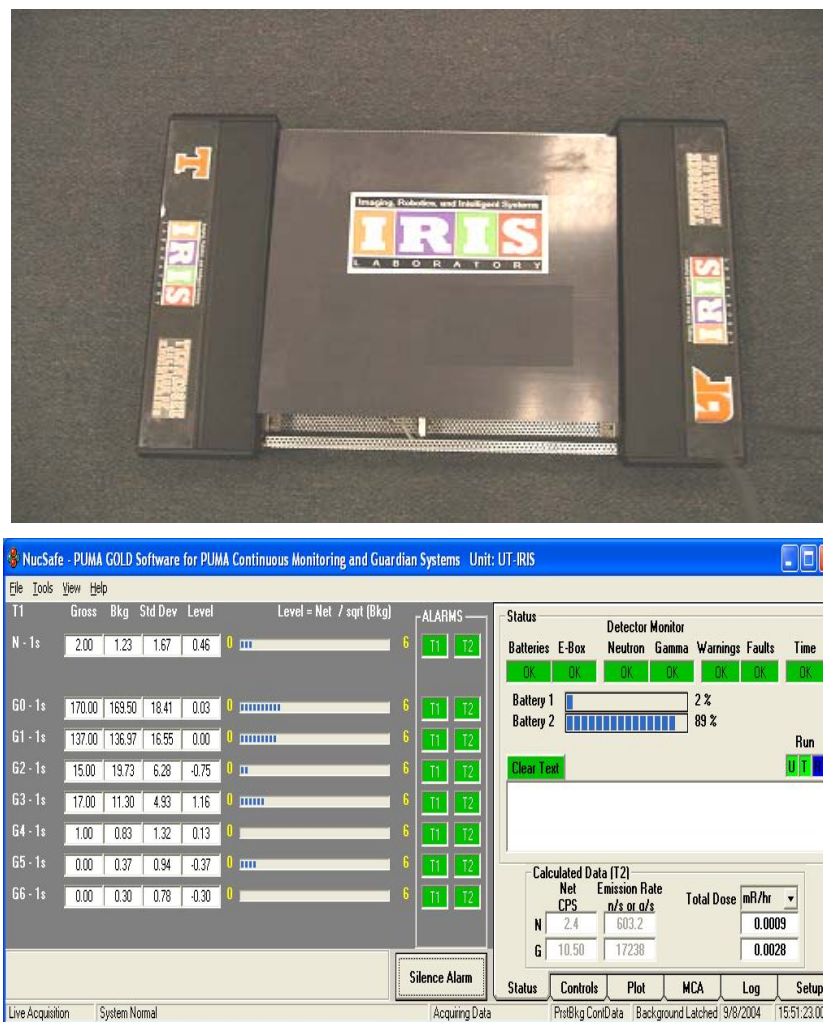 T
IRIS
Imaging, Robotics, and Intelligent Systems
IRIS
LABORATORY
IRIS
UT
NucSafe - PUMA GOLD Software for PUMA Continuous Monitoring and Guardian Systems Unit: UT-IRIS
File Tools View Help
T1 Gross Bkg Std Dev Level Level = Net / sqrt (Bkg) ALARMS
N - 1s 2.00 1.23 1.67 0.46 0 6 T1 T2
G0 - 1s 170.00 169.50 18.41 0.03 0 6 T1 T2
G1 - 1s 137.00 136.97 16.55 0.00 0 6 T1 T2
G2 - 1s 15.00 19.73 6.28 -0.75 0 6 T1 T2
G3 - 1s 17.00 11.30 4.93 1.16 0 6 T1 T2
G4 - 1s 1.00 0.83 1.32 0.13 0 6 T1 T2
G5 - 1s 0.00 0.37 0.94 -0.37 0 6 T1 T2
G6 - 1s 0.00 0.30 0.78 -0.30 0 6 T1 T2
Silence Alarm
Status
Detector Monitor
Batteries E-Box Neutron Gamma Warnings Faults Time
OK OK OK OK OK OK OK
Battery 1 2 %
Battery 2 89 %
Run
Clear Text U T
Calculated Data (T2)
Net Emission Rate
CPS n/s or g/s Total Dose mR/hr
N 2.4 603.2 0.0009
G 10.50 17238 0.0028
Status Controls Plot MCA Log Setup
Live Acquisition System Normal Acquiring Data PrstBkg ContData Background Latched 9/8/2004 15:51:23.00